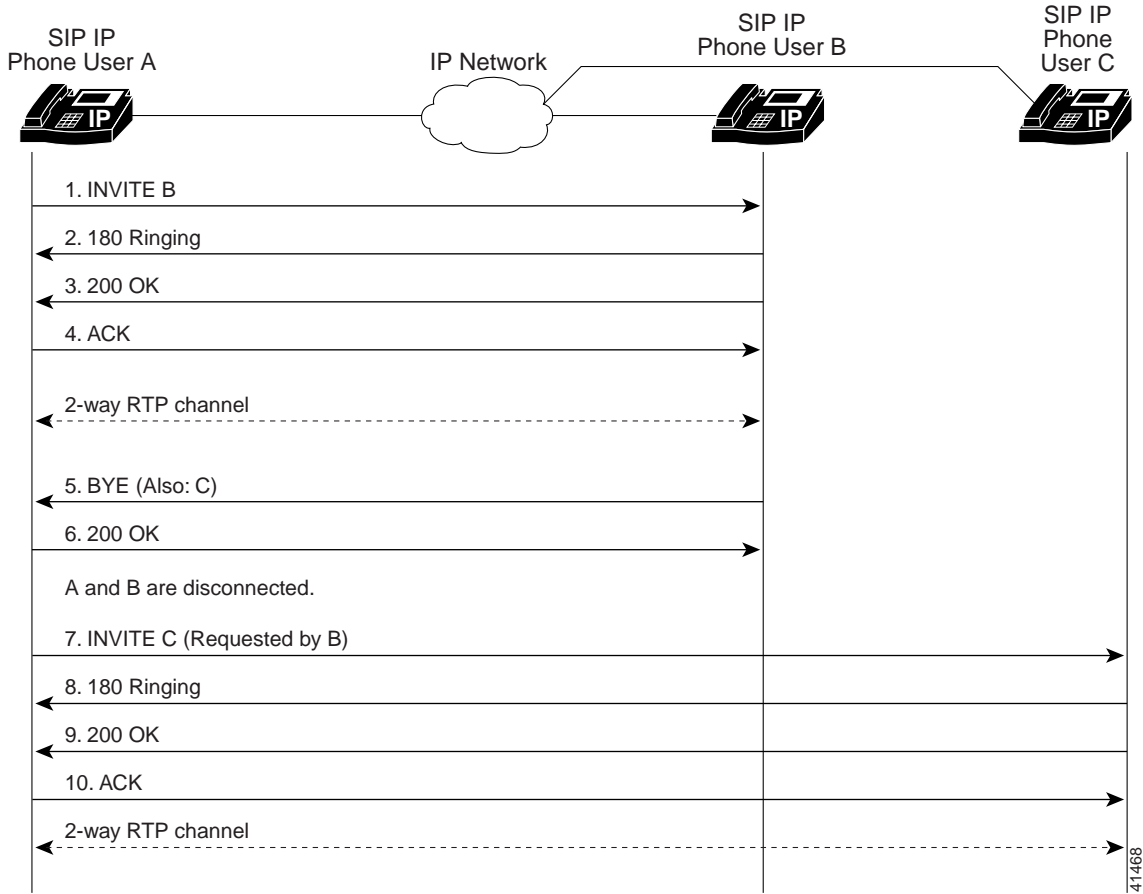 SIP IP
Phone User A
IP Network
SIP IP
Phone User B
SIP IP
Phone
User C
IP
IP
IP
1. INVITE B
2. 180 Ringing
3. 200 OK
4. ACK
2-way RTP channel
5. BYE (Also: C)
6. 200 OK
A and B are disconnected.
7. INVITE C (Requested by B)
8. 180 Ringing
9. 200 OK
10. ACK
2-way RTP channel
41468